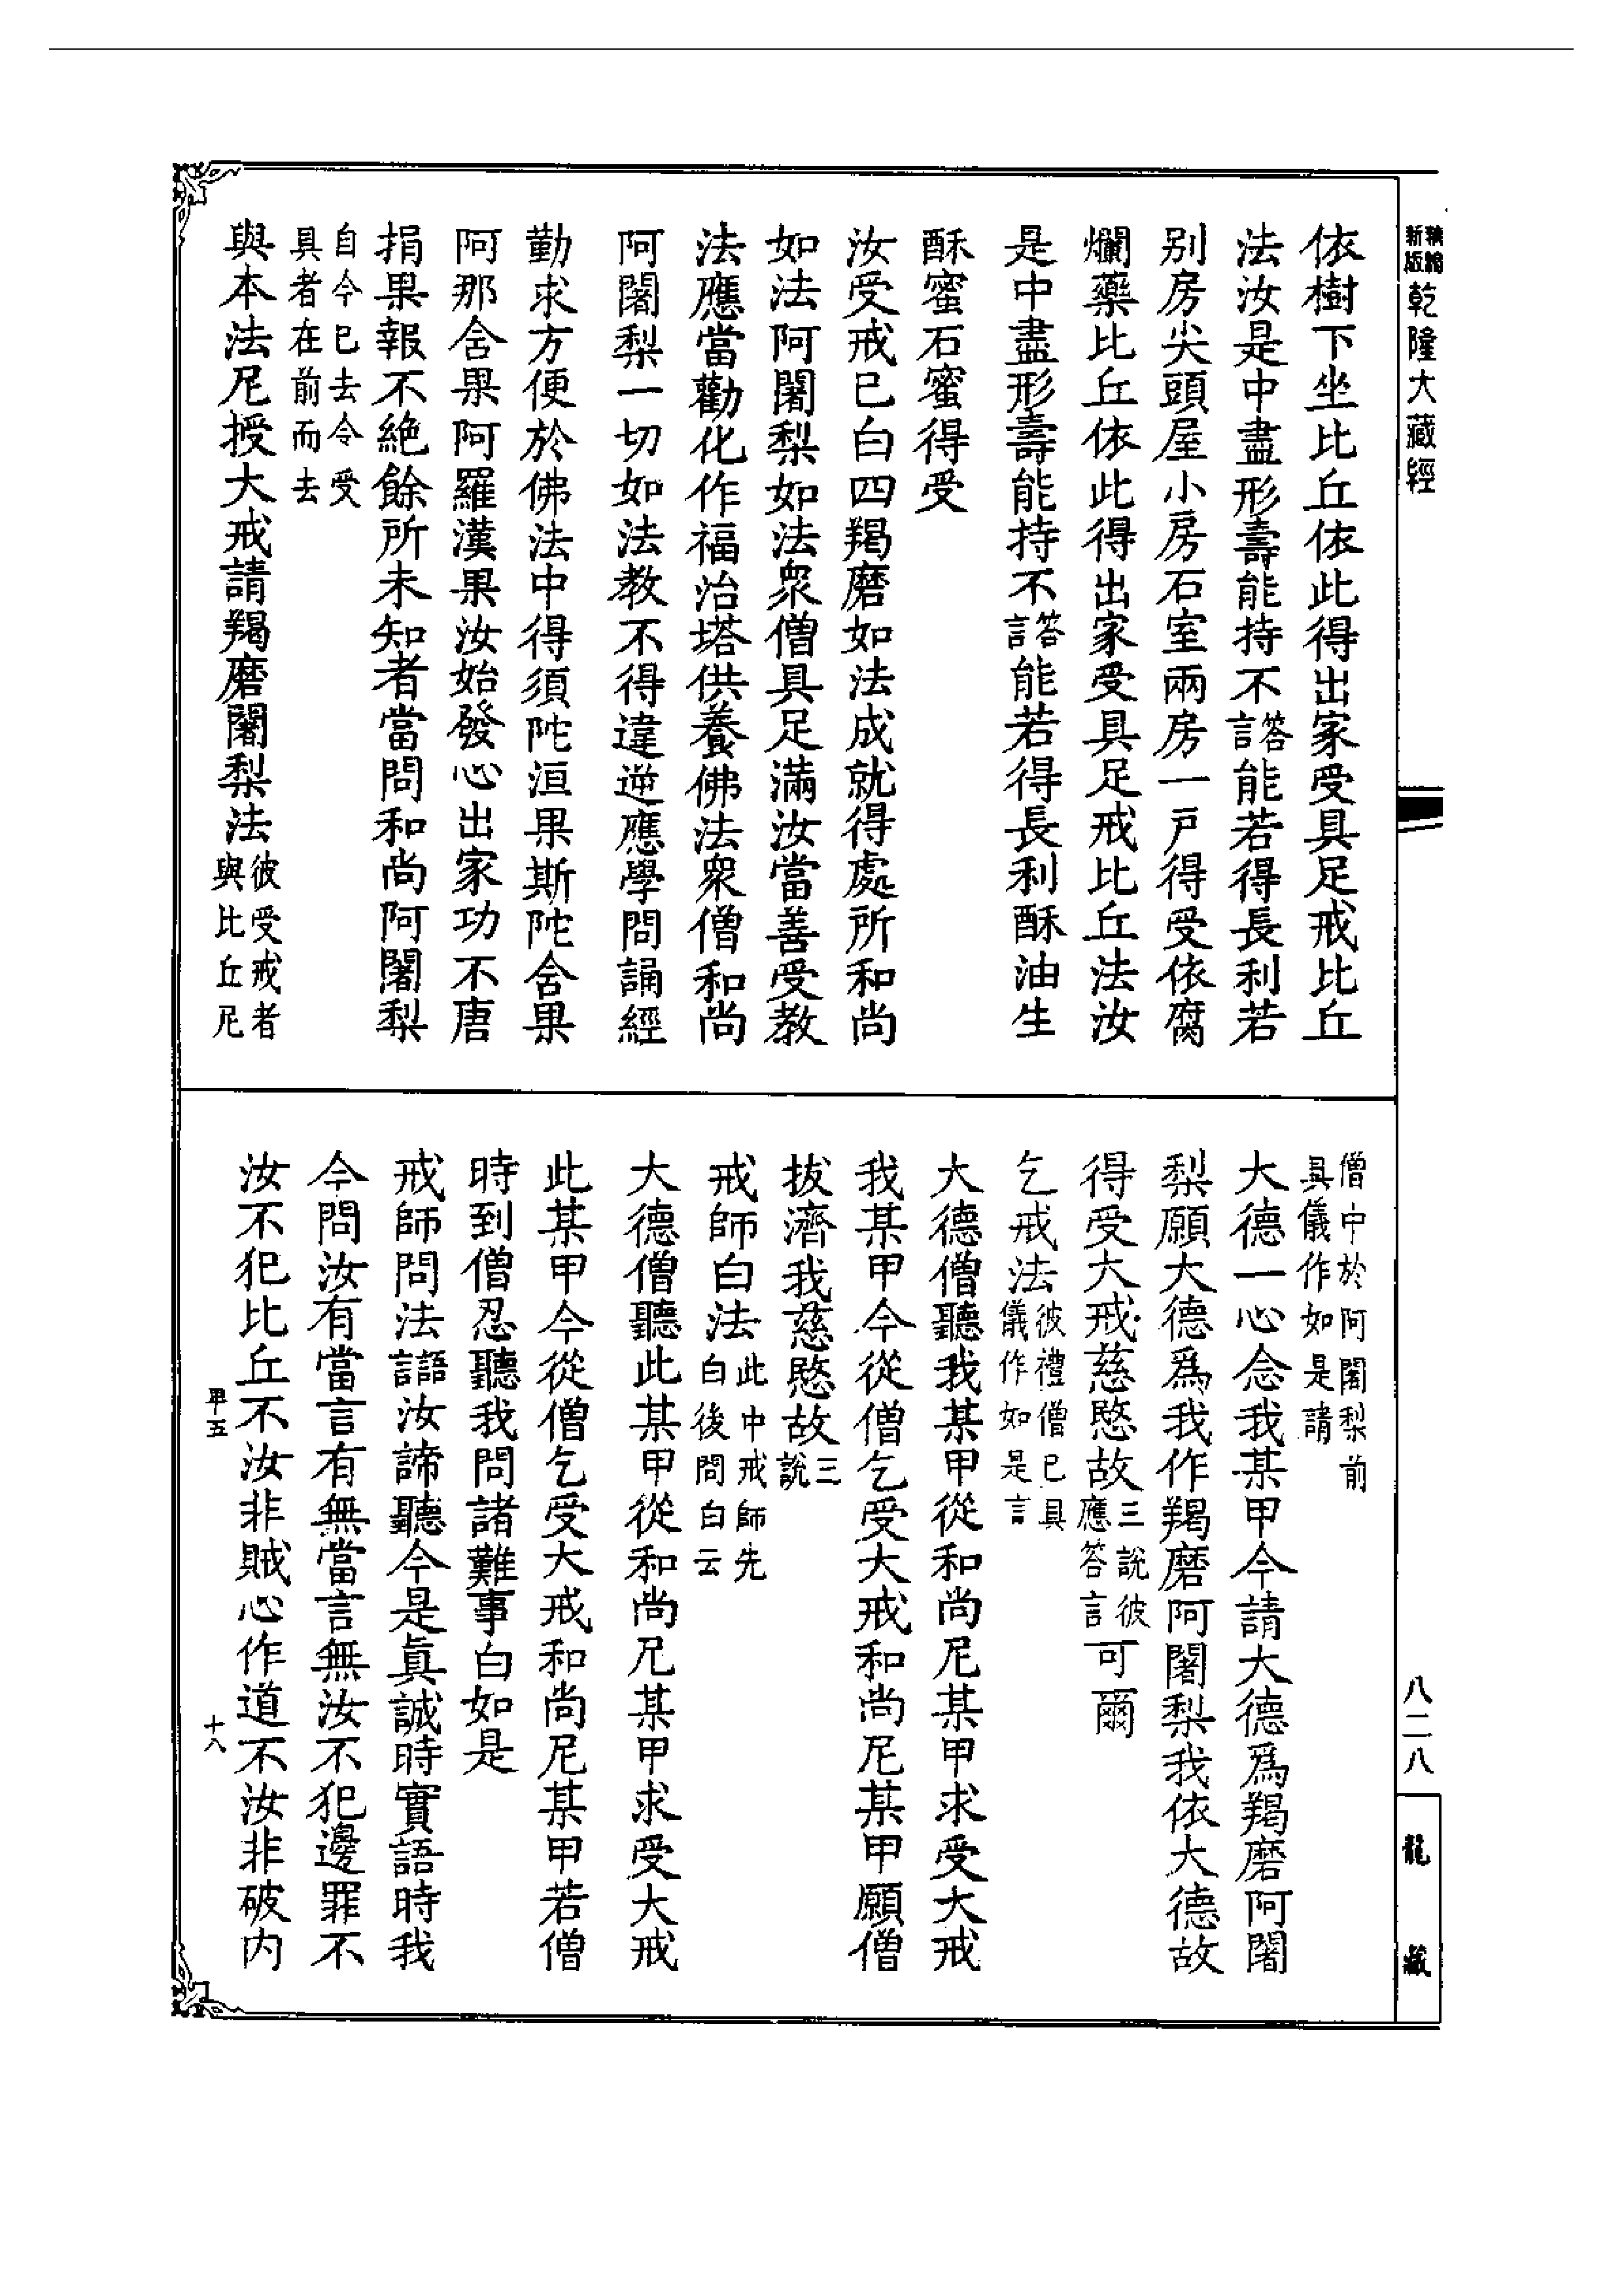 新版精縮乾隆大藏經
依樹下坐比丘依此得出家受具足戒比丘
法汝是中盡形壽能持不答言能若得長利若
别房尖頭屋小房石室兩房一戸得受依腐
爛藥比丘依此得出家受具足戒比丘法汝
是中盡形壽能持不答言能若得長利酥油生
酥蜜石蜜得受
汝受戒已白四羯磨如法成就得處所和尚
如法阿闍梨如法衆僧具足滿汝當善受教
法應當勸化作福治塔供養佛法衆僧和尚
阿闍梨一切如法教不得違逆應學問誦經
勤求方便於佛法中得須陀洹果斯陀含果
阿那含果阿羅漢果汝始發心出家功不唐
捐果報不絶餘所未知者當問和尚阿闍梨
自今已去令受
具者在前而去
與本法尼授大戒請羯磨闍梨法彼受戒者
與比丘尼
僧中於阿闍梨前
具儀作如是請
大德一心念我某甲今請大德爲羯磨阿闍
梨願大德爲我作羯磨阿闍梨我依大德故
得受大戒慈愍故三說彼應答言可爾
乞戒法彼禮僧已具儀作如是言
大德僧聽我某甲從和尚尼某甲求受大戒
我某甲今從僧乞受大戒和尚尼某甲願僧
拔濟我慈愍故三說
戒師白法此中戒師先白後問白云
大德僧聽此某甲從和尚尼某甲求受大戒
此某甲今從僧乞受大戒和尚尼某甲若僧
時到僧忍聽我問諸難事白如是
戒師問法語汝諦聽今是眞誠時實語時我
今問汝有當言有無當言無汝不犯邊罪不
汝不犯比丘不汝非賊心作道不汝非破内
甲五
十八
八二八
龍藏